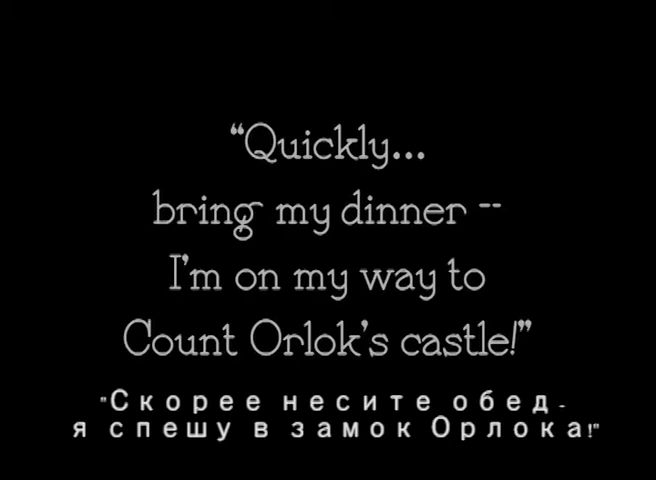 “Quickly...
bring my dinner --
I'm on my way to
Count Orlok's castle!”
"Скорее несите обед -
я спешу в замок Орлока!"